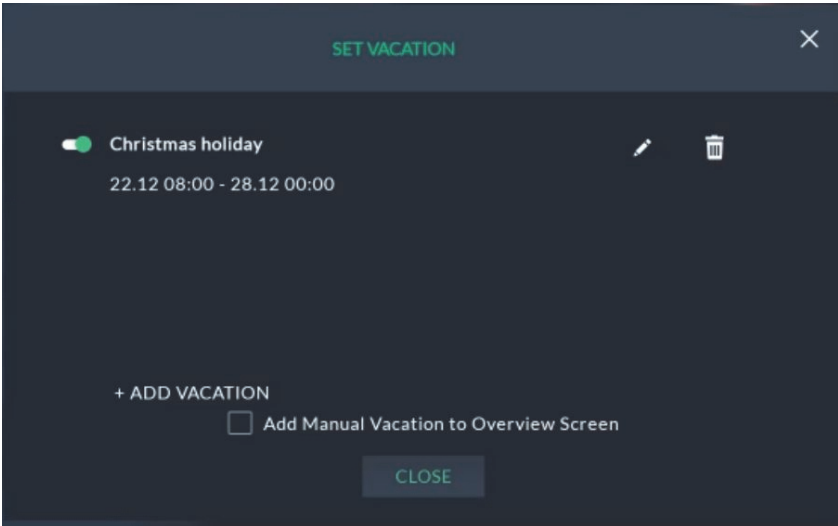 SET VACATION
Christmas holiday
22.12 08:00 - 28.12 00:00
+ ADD VACATION
Add Manual Vacation to Overview Screen
CLOSE